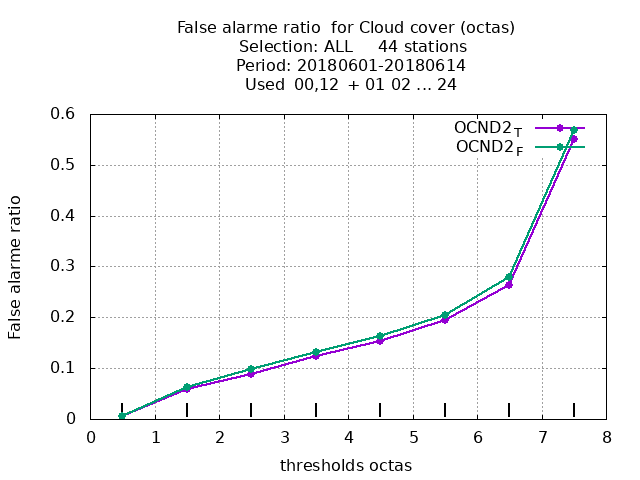 False alarme ratio  for Cloud cover (octas)
Selection: ALL     44 stations
Period: 20180601-20180614
Used  00,12  + 01 02 ... 24
OCND2_T
OCND2_F
False alarme ratio
0.6
0.5
0.4
0.3
0.2
0.1
0
0 1 2 3 4 5 6 7 8
thresholds octas